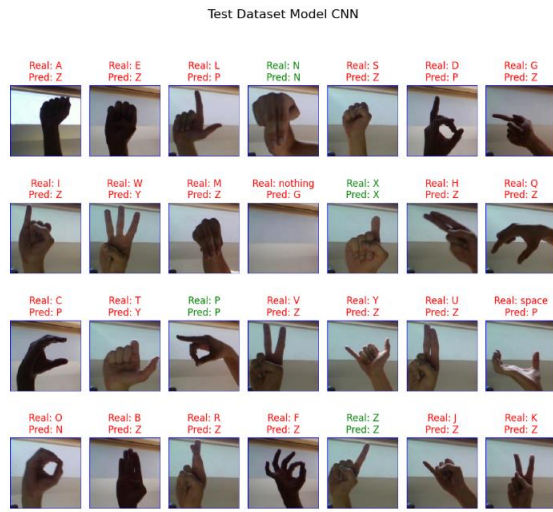 Test Dataset Model CNN
Real: A
Pred: Z
Real: E
Pred: Z
Real: L
Pred: P
Real: N
Pred: N
Real: S
Pred: Z
Real: D
Pred: P
Real: G
Pred: Z
Real: I
Pred: Z
Real: W
Pred: Y
Real: M
Pred: Z
Real: nothing
Pred: G
Real: X
Pred: X
Real: H
Pred: Z
Real: Q
Pred: Z
Real: C
Pred: P
Real: T
Pred: Y
Real: P
Pred: P
Real: V
Pred: Z
Real: Y
Pred: Z
Real: U
Pred: Z
Real: space
Pred: P
Real: O
Pred: N
Real: B
Pred: Z
Real: R
Pred: Z
Real: F
Pred: Z
Real: Z
Pred: Z
Real: J
Pred: Z
Real: K
Pred: Z